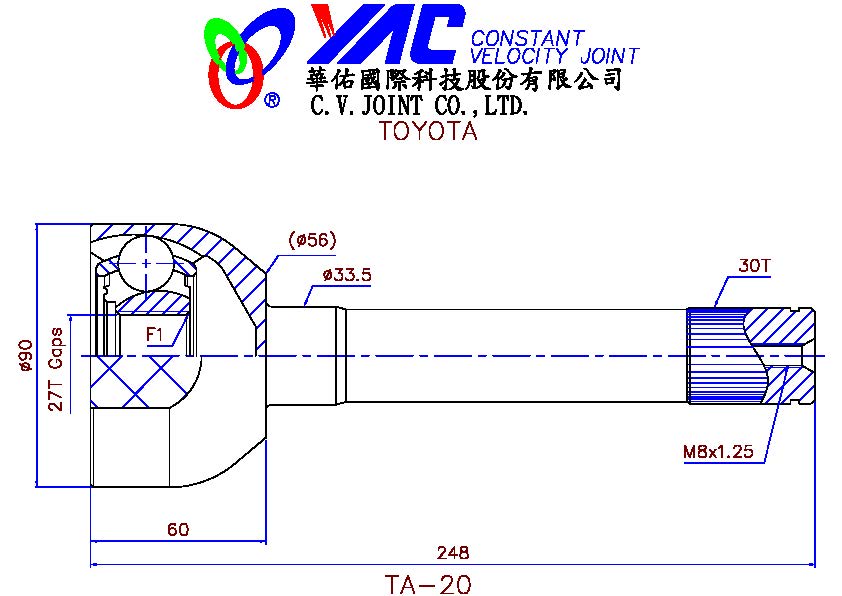 YAC CONSTANT
VELOCITY JOINT
華佑國際科技股份有限公司
C.V.JOINT CO.,LTD.
®
TOYOTA
(ø56)
ø33.5
30T
F1
ø90
27T Gaps
M8x1.25
60
248
TA-20